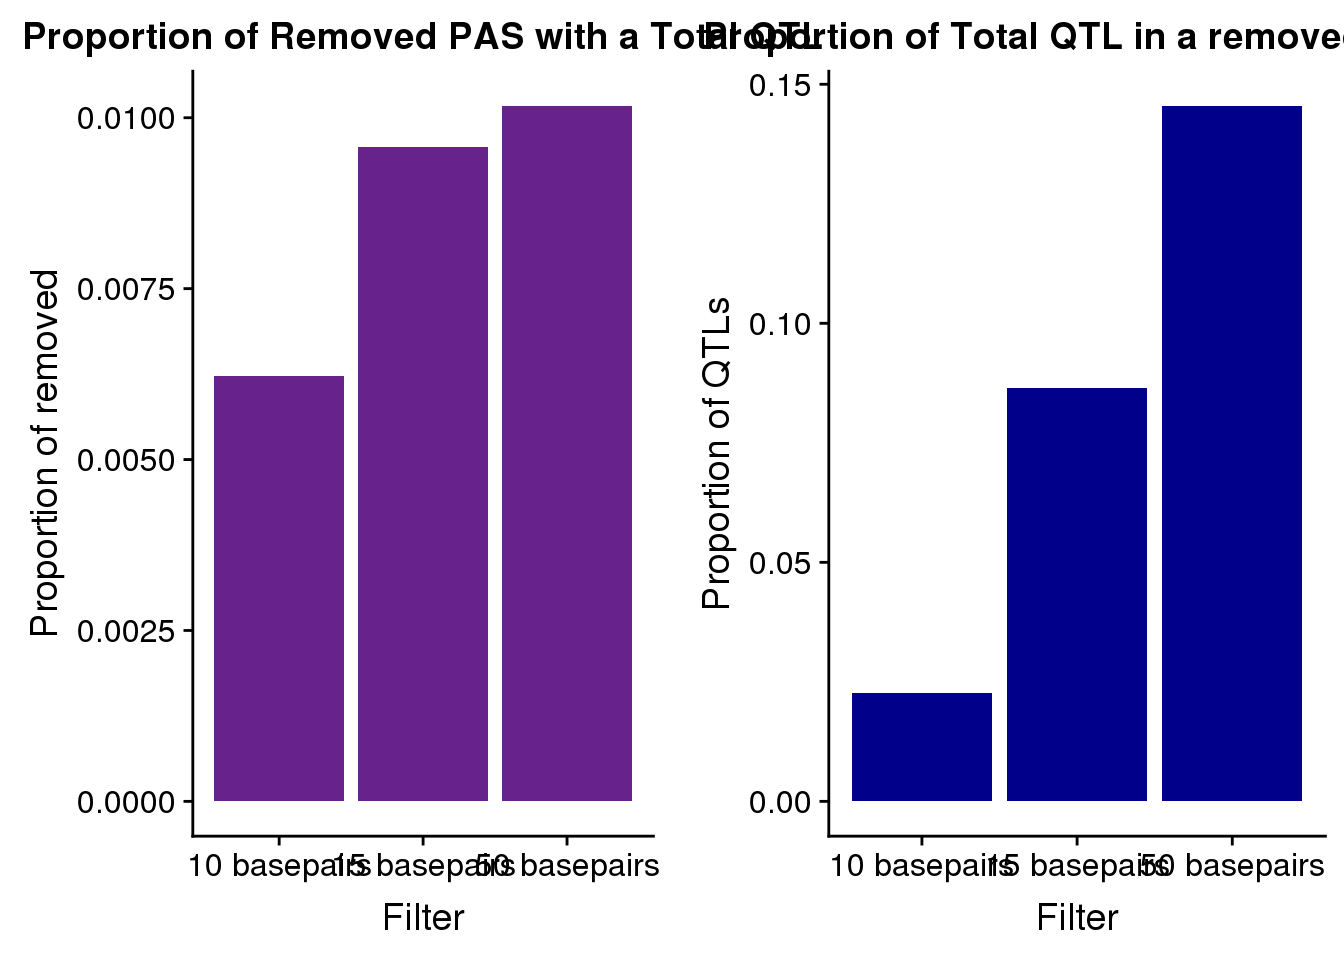 Proportion of Removed PAS with a Total QTL
Proportion of Total QTL in a removed
Proportion of removed
0.0100
0.0075
0.0050
0.0025
0.0000
10 basepairs 15 basepairs 50 basepairs
Filter
Proportion of QTLs
0.15
0.10
0.05
0.00
10 basepairs 15 basepairs 50 basepairs
Filter